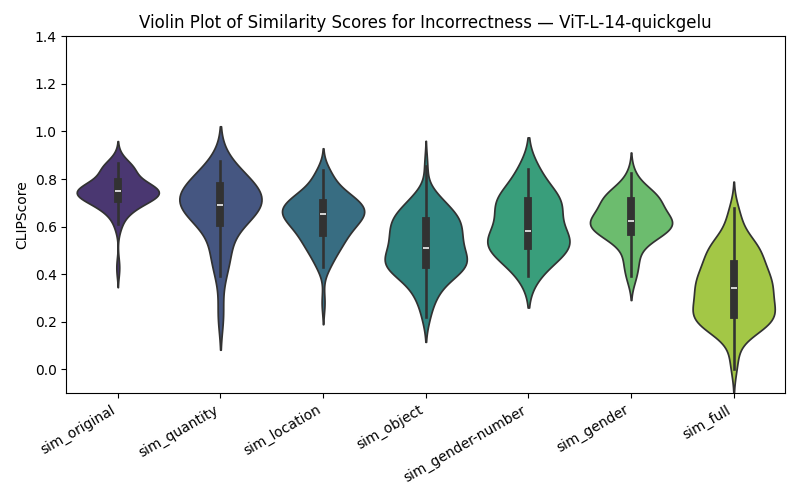 Violin Plot of Similarity Scores for Incorrectness — ViT-L-14-quickgelu
CLIPScore
1.4
1.2
1.0
0.8
0.6
0.4
0.2
0.0
sim_original
sim_quantity
sim_location
sim_object
sim_gender-number
sim_gender
sim_full